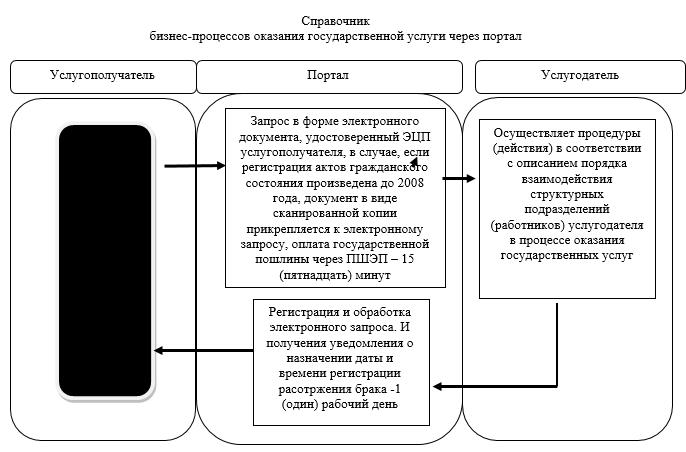 Справочник
бизнес-процессов оказания государственной услуги через портал
Услугополучатель
Портал
Услугодатель
Запрос в форме электронного
документа, удостоверенный ЭЦП
услугополучателя, в случае, если
регистрация актов гражданского
состояния произведена до 2008
года, документ в виде
сканированной копии
прикрепляется к электронному
запросу, оплата государственной
пошлины через ПШЭП – 15
(пятнадцать) минут
Осуществляет процедуры
(действия) в соответствии
с описанием порядка
взаимодействия
структурных
подразделений
(работников) услугодателя
в процессе оказания
государственных услуг
Регистрация и обработка
электронного запроса. И
получения уведомления о
назначении даты и
времени регистрации
расотржения брака -1
(один) рабочий день